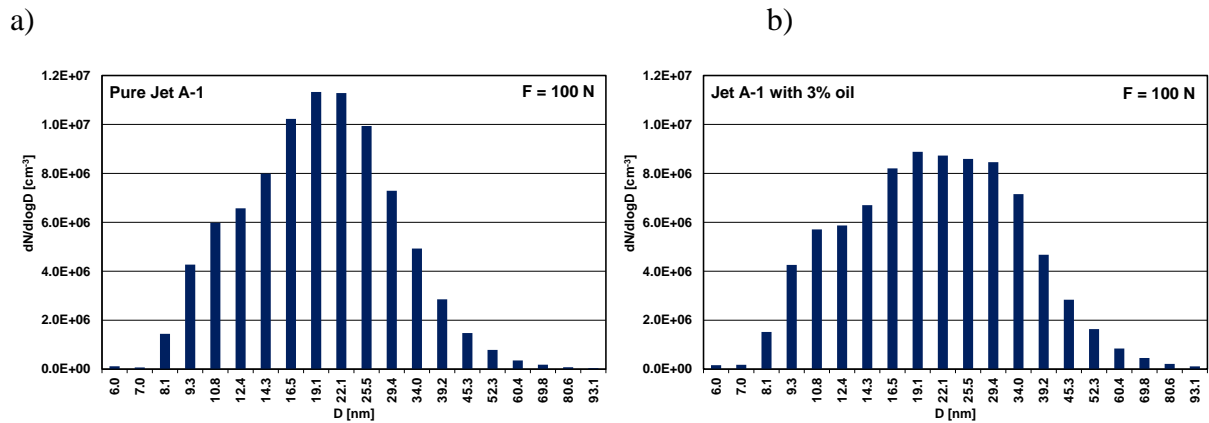 a)
b)
Pure Jet A-1
F = 100 N
dN/dlogD [cm-3]
1.2E+07
1.0E+07
8.0E+06
6.0E+06
4.0E+06
2.0E+06
0.0E+00
6.0 7.0 8.1 9.3 10.8 12.4 14.3 16.5 19.1 22.1 25.5 29.4 34.0 39.2 45.3 52.3 60.4 69.8 80.6 93.1
D [nm]
Jet A-1 with 3% oil
F = 100 N
dN/dlogD [cm-3]
1.2E+07
1.0E+07
8.0E+06
6.0E+06
4.0E+06
2.0E+06
0.0E+00
6.0 7.0 8.1 9.3 10.8 12.4 14.3 16.5 19.1 22.1 25.5 29.4 34.0 39.2 45.3 52.3 60.4 69.8 80.6 93.1
D [nm]